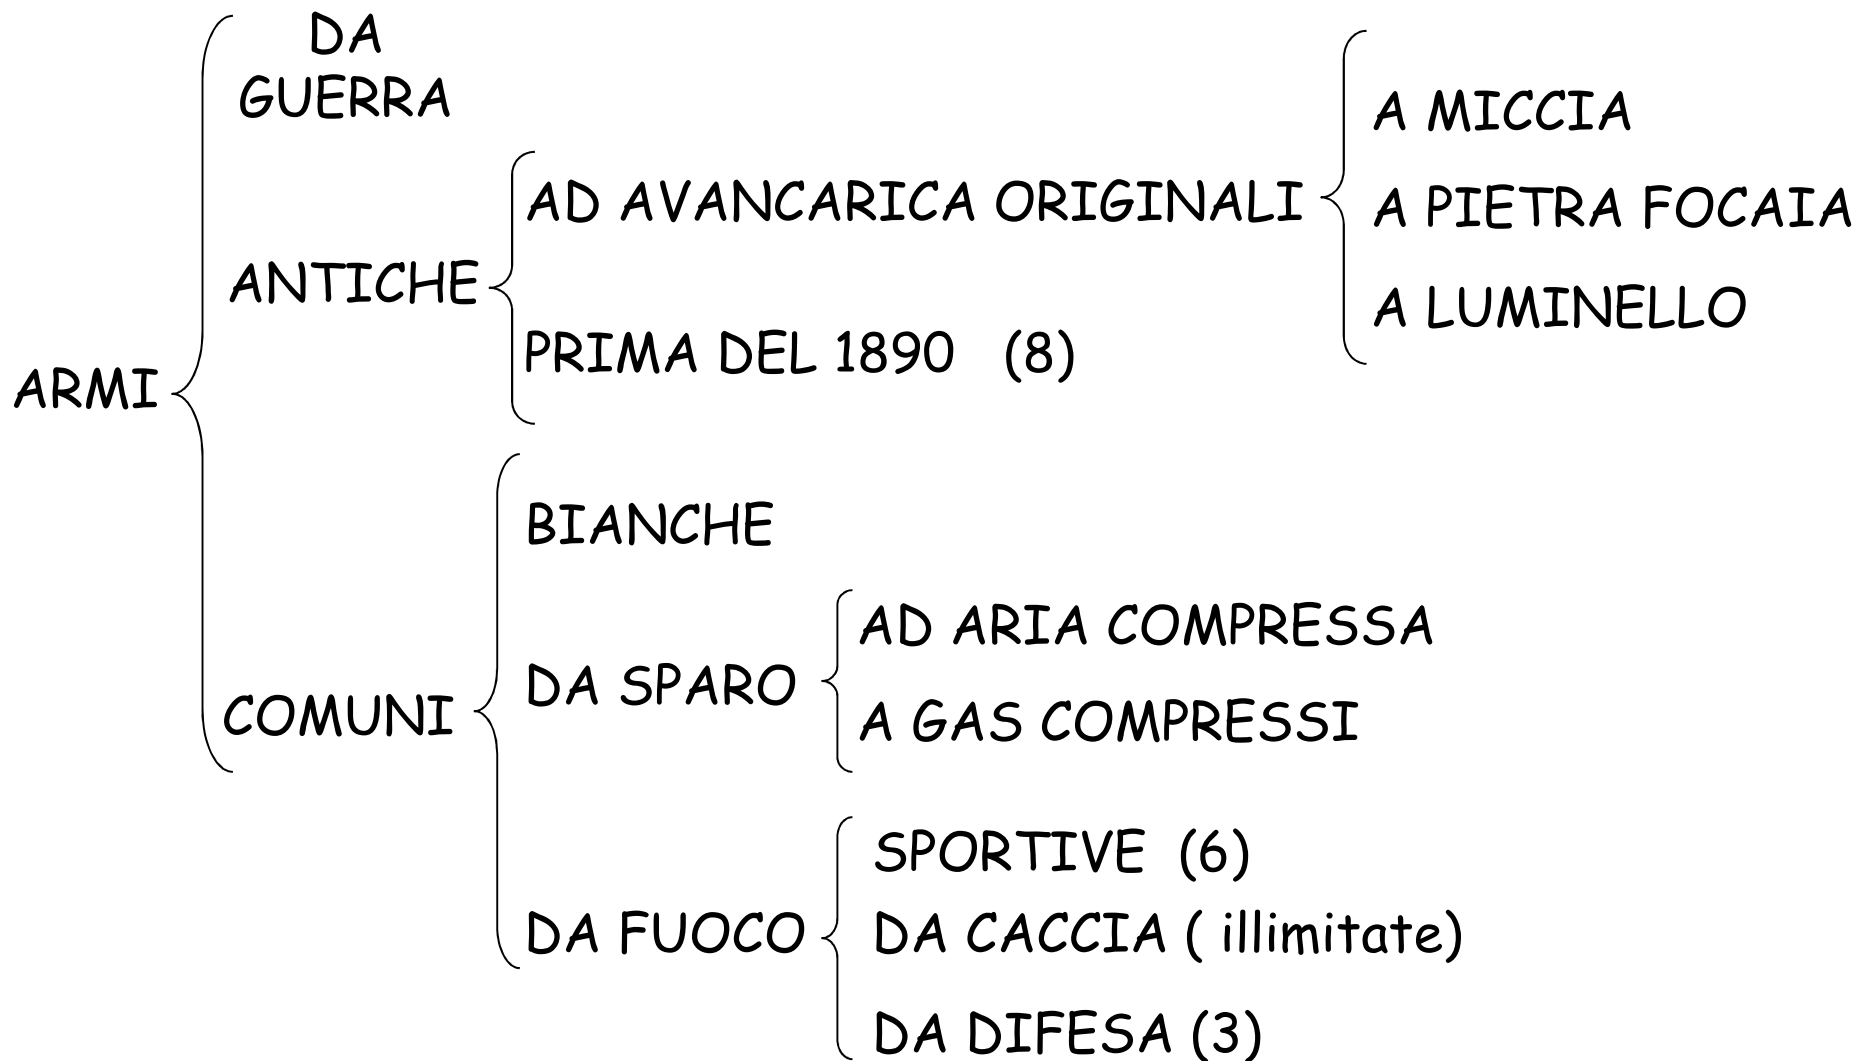 ARMI
DA
GUERRA
ANTICHE
AD AVANCARICA ORIGINALI
A MICCIA
A PIETRA FOCAIA
A LUMINELLO
PRIMA DEL 1890 (8)
COMUNI
BIANCHE
DA SPARO
AD ARIA COMPRESSA
A GAS COMPRESSI
DA FUOCO
SPORTIVE (6)
DA CACCIA ( illimitate)
DA DIFESA (3)